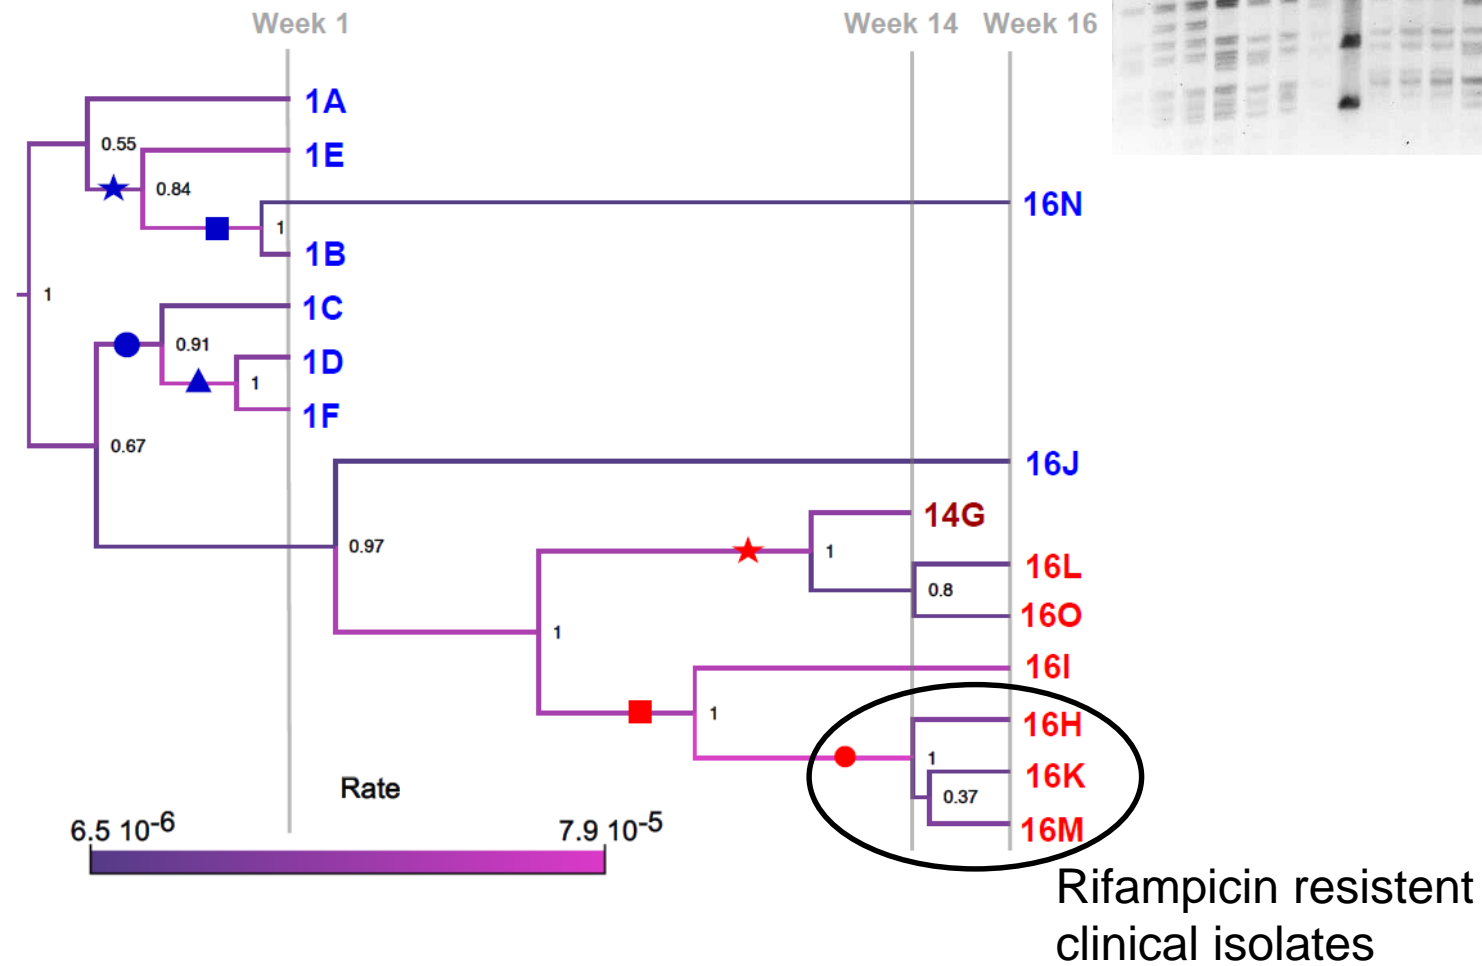 Week 1
Week 14
Week 16
1A
0.55
1E
0.84
16N
1
1B
1
1C
0.91
1D
1
1F
0.67
16J
14G
0.97
1
16L
0.8
16O
1
16I
1
16H
1
16K
0.37
16M
Rate
6.5 10-6
7.9 10-5
Rifampicin resistent
clinical isolates